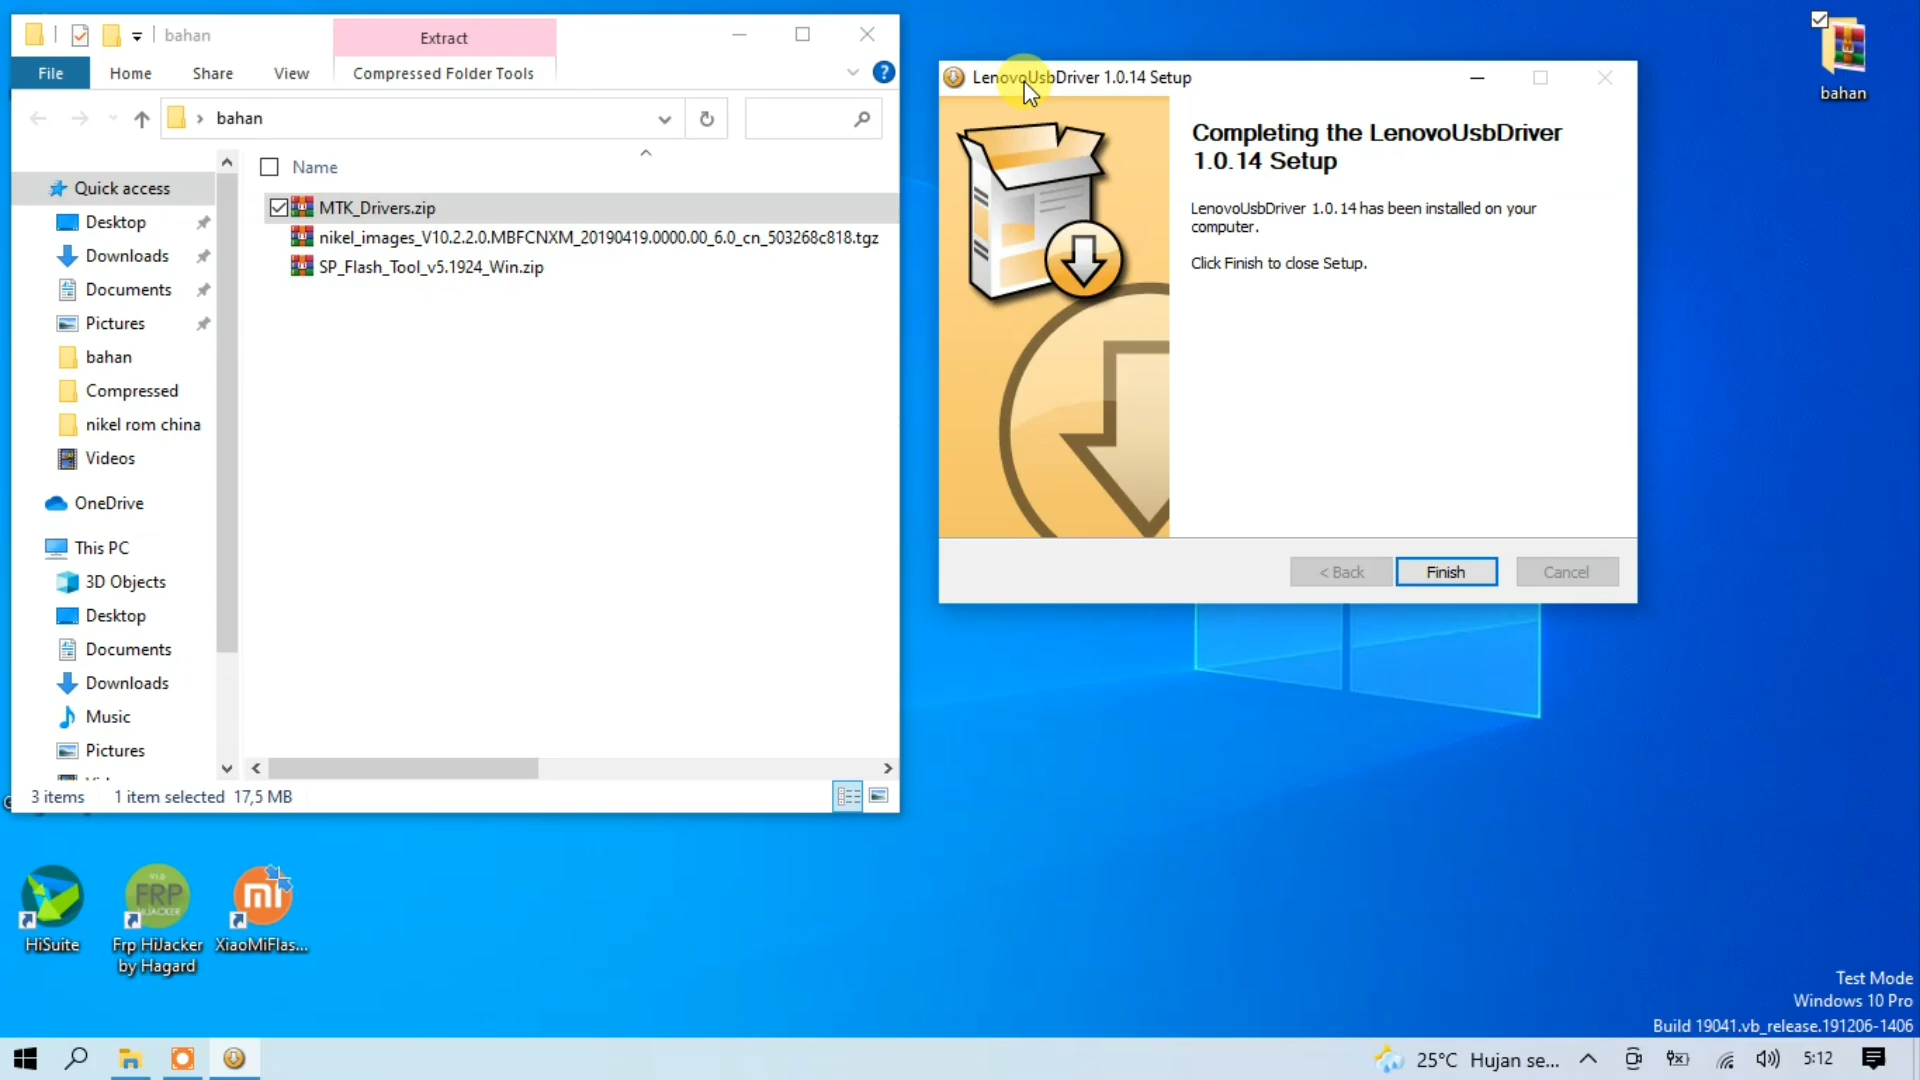 bahan
Extract
File
Home
Share
View
Compressed Folder Tools
bahan
Name
Quick access
Desktop
Downloads
Documents
Pictures
bahan
Compressed
nikel rom china
Videos
OneDrive
This PC
3D Objects
Desktop
Documents
Downloads
Music
Pictures
MTK_Drivers.zip
nikel_images_V10.2.2.0.MBFCNXM_20190419.0000.00_6.0_cn_503268c818.tgz
SP_Flash_Tool_v5.1924_Win.zip
3 items
1 item selected 17,5 MB
LenovoUsbDriver 1.0.14 Setup
Completing the LenovoUsbDriver
1.0.14 Setup
LenovoUsbDriver 1.0.14 has been installed on your
computer.
Click Finish to close Setup.
< Back
Finish
Cancel
bahan
HiSuite
V1.0
FRP
HIJACKER
Frp HiJacker
by Hagard
mi
XiaoMiFlas...
Test Mode
Windows 10 Pro
Build 19041.vb_release.191206-1406
25°C Hujan se...
5:12